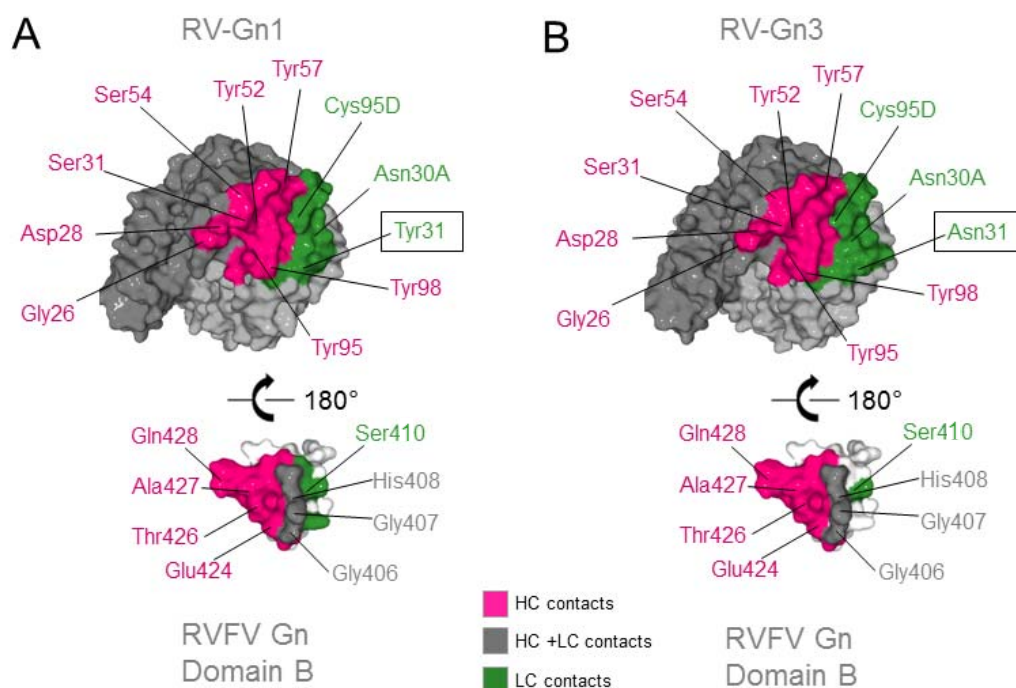 A
RV-Gn1
Tyr57
Tyr52
Ser54
Cys95D
Ser31
Asn30A
Asp28
Tyr31
Gly26
Tyr98
Tyr95
180°
Gln428
Ser410
Ala427
His408
Thr426
Gly407
Glu424
Gly406
RVFV Gn
Domain B
B
RV-Gn3
Tyr57
Tyr52
Ser54
Cys95D
Ser31
Asn30A
Asp28
Asn31
Gly26
Tyr98
Tyr95
180°
Gln428
Ser410
Ala427
His408
Thr426
Gly407
Glu424
Gly406
RVFV Gn
Domain B
HC contacts
HC +LC contacts
LC contacts